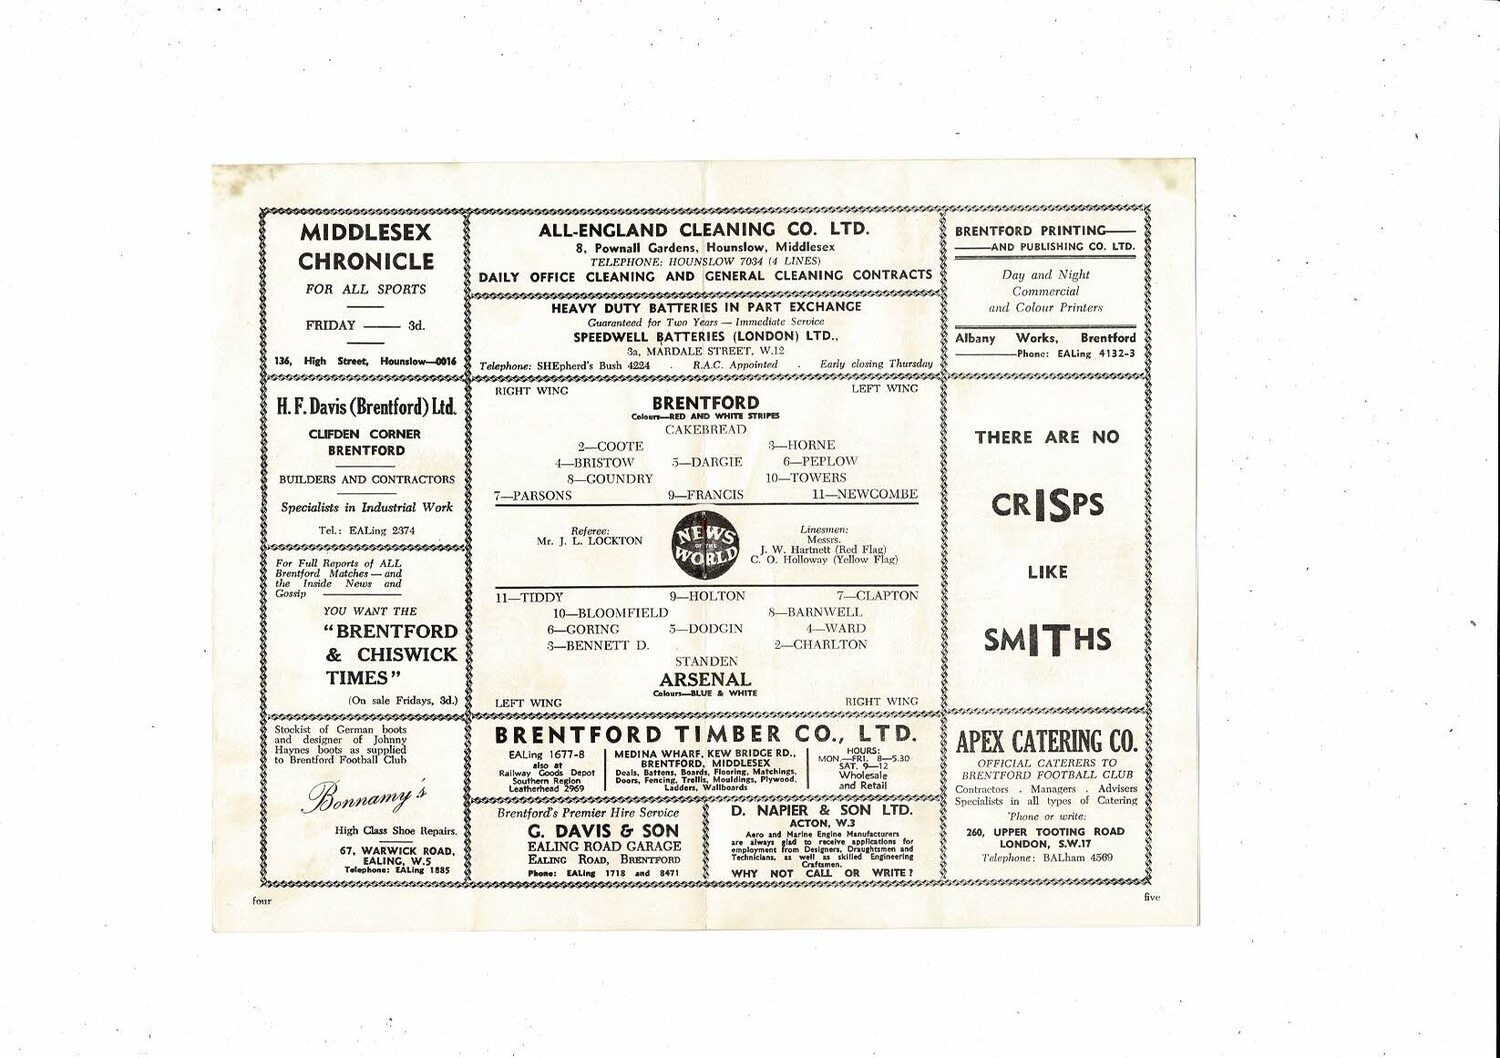 MIDDLESEX
CHRONICLE
FOR ALL SPORTS
FRIDAY —— 3d.
136, High Street, Hounslow—0016
H. F. Davis (Brentford) Ltd.
CLIFDEN CORNER
BRENTFORD
BUILDERS AND CONTRACTORS
Specialists in Industrial Work
Tel.: EALing 2374
For Full Reports of ALL
Brentford Matches — and
the Inside News and
Gossip ————
YOU WANT THE
"BRENTFORD
& CHISWICK
TIMES"
(On sale Fridays, 3d.)
Stockist of German boots
and designer of Johnny
Haynes boots as supplied
to Brentford Football Club
Bonnamy's
High Class Shoe Repairs.
67, WARWICK ROAD,
EALING, W.5
Telephone: EALing 1885
four
ALL-ENGLAND CLEANING CO. LTD.
8, Pownall Gardens, Hounslow, Middlesex
TELEPHONE: HOUNSLOW 7034 (4 LINES)
DAILY OFFICE CLEANING AND GENERAL CLEANING CONTRACTS
HEAVY DUTY BATTERIES IN PART EXCHANGE
Guaranteed for Two Years — Immediate Service
SPEEDWELL BATTERIES (LONDON) LTD.,
3a, MARDALE STREET, W.12
Telephone: SHEpherd's Bush 4224 . R.A.C. Appointed . Early closing Thursday
RIGHT WING LEFT WING
BRENTFORD
Colours—RED AND WHITE STRIPES
CAKEBREAD
2—COOTE 3—HORNE
4—BRISTOW 5—DARGIE 6—PEPLOW
8—GOUNDRY 10—TOWERS
7—PARSONS 9—FRANCIS 11—NEWCOMBE
Referee:
Mr. J. L. LOCKTON
NEWS
OF THE
WORLD
Linesmen:
Messrs.
J. W. Hartnett (Red Flag)
C. O. Holloway (Yellow Flag)
11—TIDDY 9—HOLTON 7—CLAPTON
10—BLOOMFIELD 8—BARNWELL
6—GORING 5—DODGIN 4—WARD
3—BENNETT D. 2—CHARLTON
STANDEN
ARSENAL
Colours—BLUE & WHITE
LEFT WING RIGHT WING
BRENTFORD TIMBER CO., LTD.
EALing 1677-8
also at
Railway Goods Depot
Southern Region
Leatherhead 2969
MEDINA WHARF, KEW BRIDGE RD.,
BRENTFORD, MIDDLESEX
Deals, Battens, Boards, Flooring, Matchings,
Doors, Fencing, Trellis, Mouldings, Plywood,
Ladders, Wallboards
HOURS:
MON.—FRI. 8—5.30
SAT. 9—12
Wholesale
and Retail
Brentford's Premier Hire Service
G. DAVIS & SON
EALING ROAD GARAGE
EALING ROAD, BRENTFORD
Phone: EALing 1718 and 8471
D. NAPIER & SON LTD.
ACTON, W.3
Aero and Marine Engine Manufacturers
are always glad to receive applications for
employment from Designers, Draughtsmen and
Technicians, as well as skilled Engineering
Craftsmen.
WHY NOT CALL OR WRITE?
BRENTFORD PRINTING——
——AND PUBLISHING CO. LTD.
Day and Night
Commercial
and Colour Printers
Albany Works, Brentford
————Phone: EALing 4132-3
THERE ARE NO
CRISPS
LIKE
SMITHS
APEX CATERING CO.
OFFICIAL CATERERS TO
BRENTFORD FOOTBALL CLUB
Contractors . Managers . Advisers
Specialists in all types of Catering
'Phone or write:
260, UPPER TOOTING ROAD
LONDON, S.W.17
Telephone: BALham 4569
five